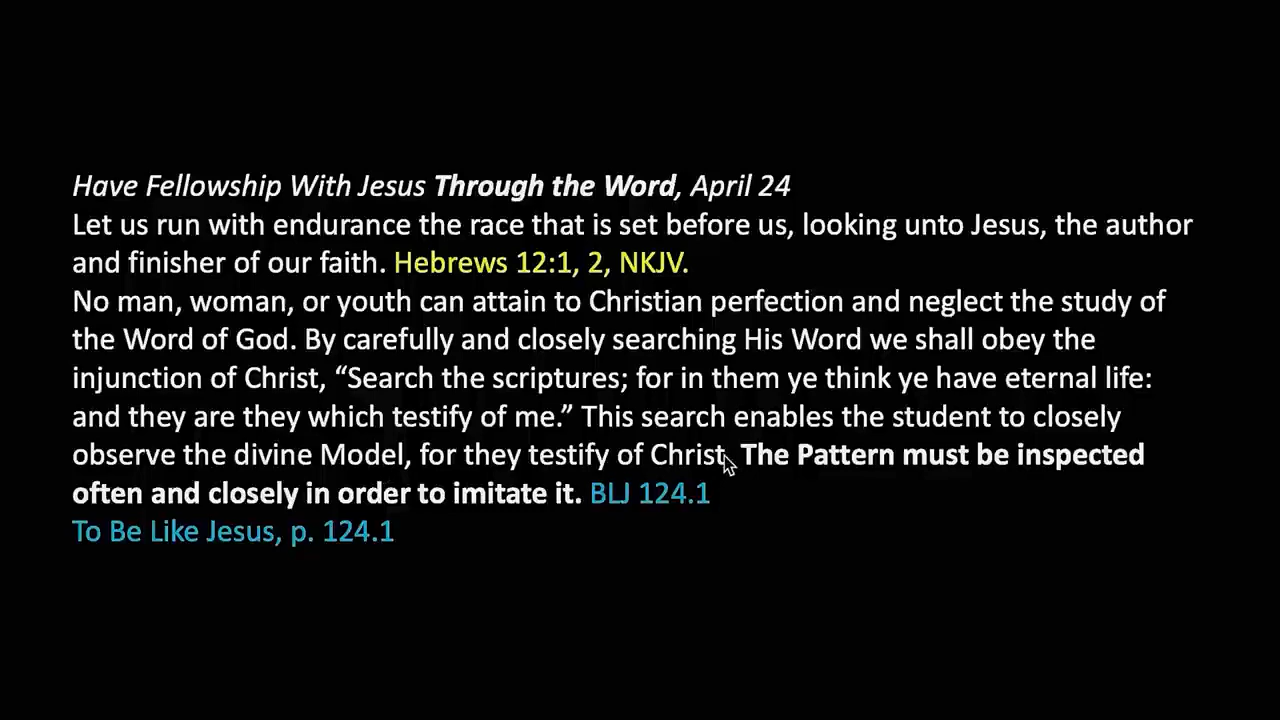 Have Fellowship With Jesus Through the Word, April 24
Let us run with endurance the race that is set before us, looking unto Jesus, the author
and finisher of our faith. Hebrews 12:1, 2, NKJV.
No man, woman, or youth can attain to Christian perfection and neglect the study of
the Word of God. By carefully and closely searching His Word we shall obey the
injunction of Christ, “Search the scriptures; for in them ye think ye have eternal life:
and they are they which testify of me.” This search enables the student to closely
observe the divine Model, for they testify of Christ. The Pattern must be inspected
often and closely in order to imitate it. BLJ 124.1
To Be Like Jesus, p. 124.1